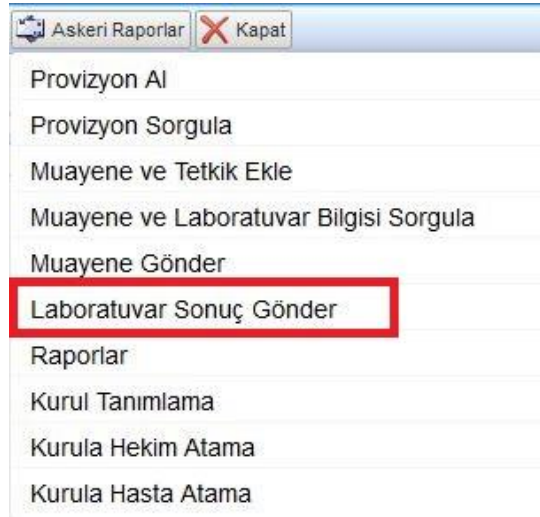 Askeri Raporlar Kapat
Provizyon Al
Provizyon Sorgula
Muayene ve Tetkik Ekle
Muayene ve Laboratuvar Bilgisi Sorgula
Muayene Gönder
Laboratuvar Sonuç Gönder
Raporlar
Kurul Tanımlama
Kurula Hekim Atama
Kurula Hasta Atama